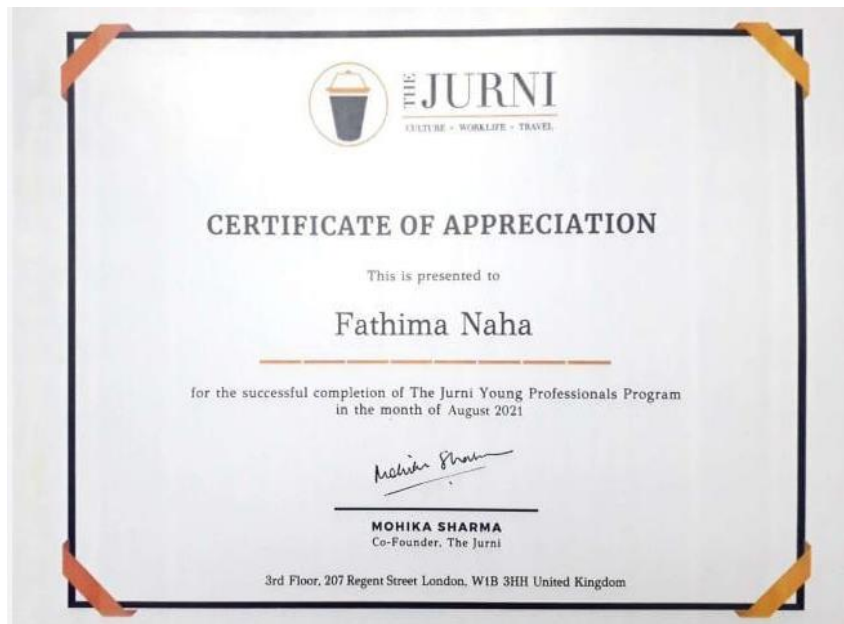 THE JURNI
CULTURE • WORKLIFE • TRAVEL
CERTIFICATE OF APPRECIATION
This is presented to
Fathima Naha
for the successful completion of The Jurni Young Professionals Program
in the month of August 2021
Mohika Sharma
MOHIKA SHARMA
Co-Founder, The Jurni
3rd Floor, 207 Regent Street London, W1B 3HH United Kingdom